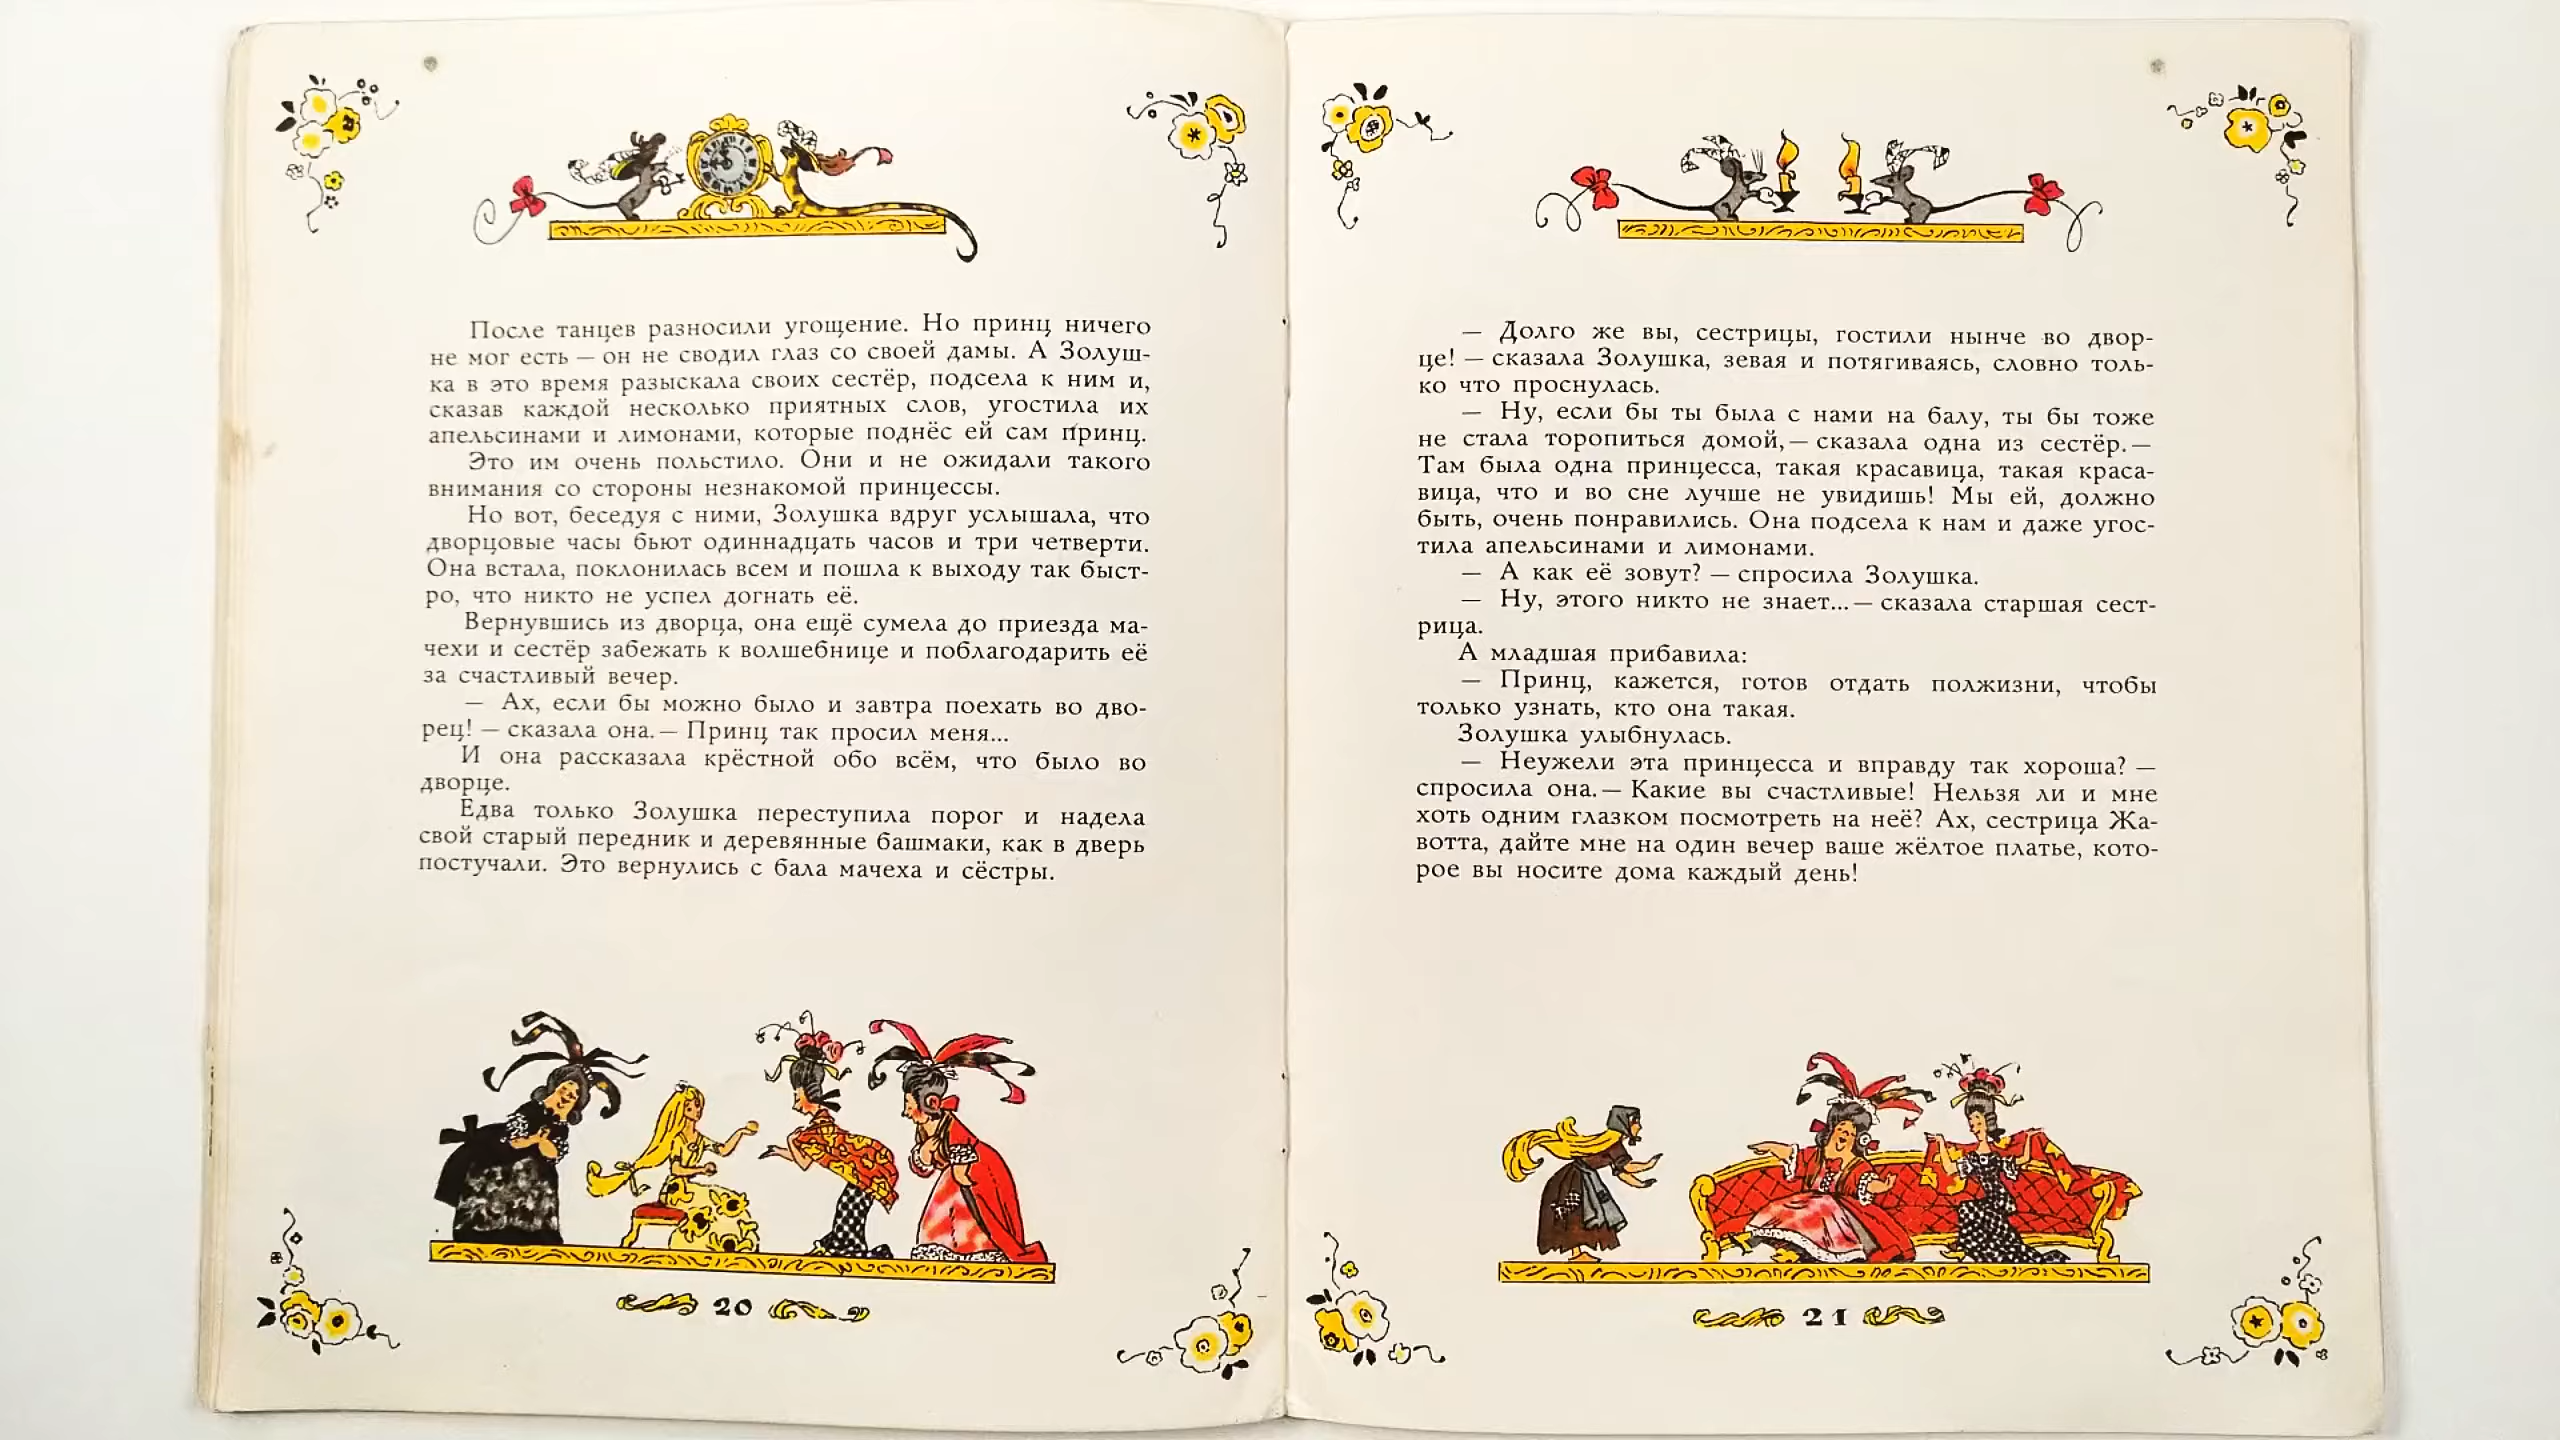 После танцев разносили угощение. Но принц ничего
не мог есть — он не сводил глаз со своей дамы. А Золуш-
ка в это время разыскала своих сестёр, подсела к ним и,
сказав каждой несколько приятных слов, угостила их
апельсинами и лимонами, которые поднёс ей сам принц.
Это им очень польстило. Они и не ожидали такого
внимания со стороны незнакомой принцессы.
Но вот, беседуя с ними, Золушка вдруг услышала, что
дворцовые часы бьют одиннадцать часов и три четверти.
Она встала, поклонилась всем и пошла к выходу так быст-
ро, что никто не успел догнать её.
Вернувшись из дворца, она ещё сумела до приезда ма-
чехи и сестёр забежать к волшебнице и поблагодарить её
за счастливый вечер.
— Ах, если бы можно было и завтра поехать во дво-
рец! — сказала она. — Принц так просил меня...
И она рассказала крёстной обо всём, что было во
дворце.
Едва только Золушка переступила порог и надела
свой старый передник и деревянные башмаки, как в дверь
постучали. Это вернулись с бала мачеха и сёстры.
20
— Долго же вы, сестрицы, гостили нынче во двор-
це! — сказала Золушка, зевая и потягиваясь, словно толь-
ко что проснулась.
— Ну, если бы ты была с нами на балу, ты бы тоже
не стала торопиться домой, — сказала одна из сестёр. —
Там была одна принцесса, такая красавица, такая краса-
вица, что и во сне лучше не увидишь! Мы ей, должно
быть, очень понравились. Она подсела к нам и даже угос-
тила апельсинами и лимонами.
— А как её зовут? — спросила Золушка.
— Ну, этого никто не знает... — сказала старшая сест-
рица.
А младшая прибавила:
— Принц, кажется, готов отдать полжизни, чтобы
только узнать, кто она такая.
Золушка улыбнулась.
— Неужели эта принцесса и вправду так хороша? —
спросила она. — Какие вы счастливые! Нельзя ли и мне
хоть одним глазком посмотреть на неё? Ах, сестрица Жа-
вотта, дайте мне на один вечер ваше жёлтое платье, кото-
рое вы носите дома каждый день!
21